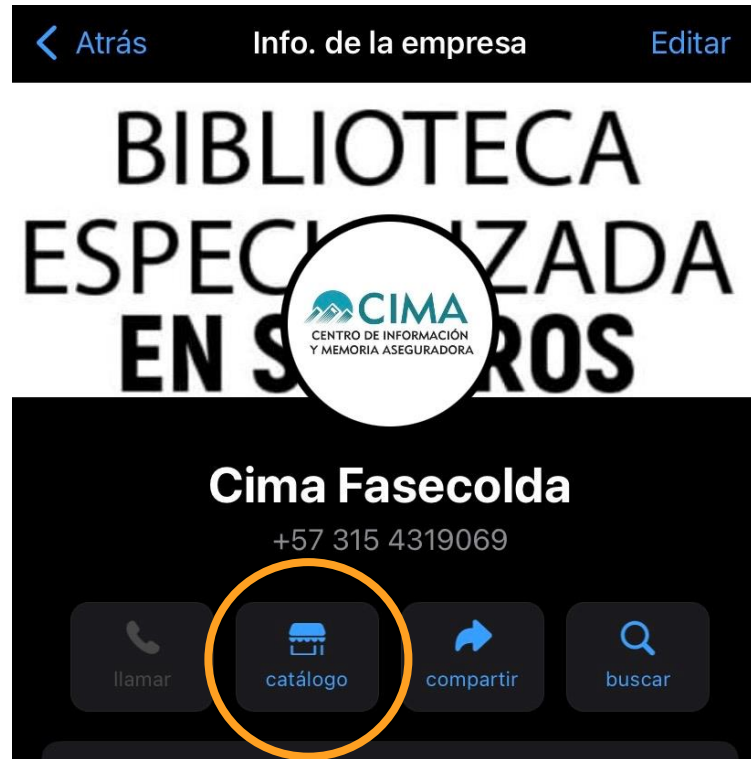 Atrás Info. de la empresa Editar
BIBLIOTECA
ESPEC ZADA
EN S ROS
CIMA
CENTRO DE INFORMACIÓN
Y MEMORIA ASEGURADORA
Cima Fasecolda
+57 315 4319069
llamar catálogo compartir buscar